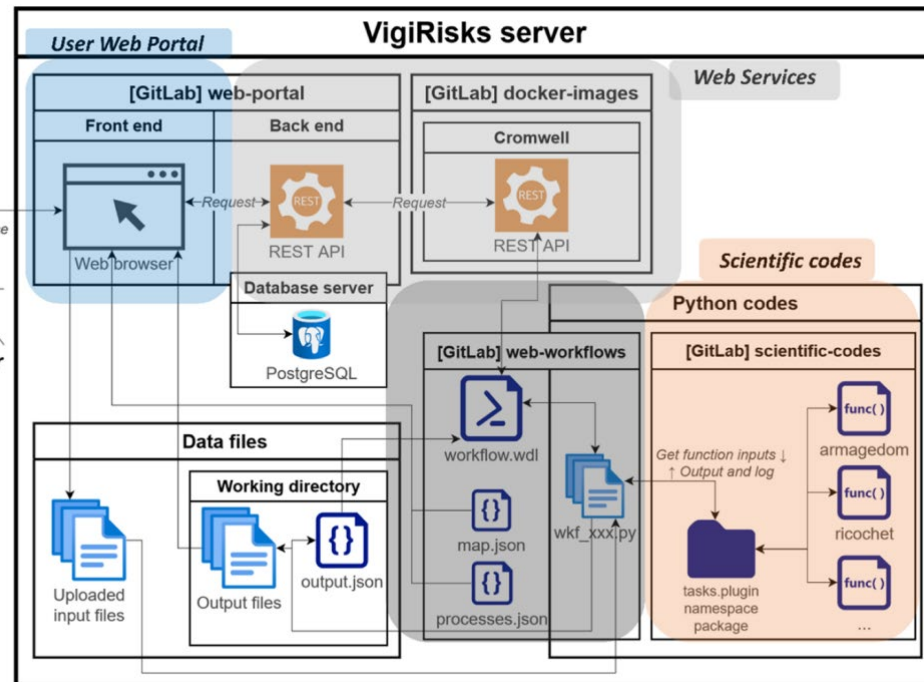 VigiRisks server
User Web Portal
Web Services
[GitLab] web-portal
[GitLab] docker-images
Front end
Back end
Cromwell
REST
REST
Request
Request
REST API
REST API
Web browser
Scientific codes
Database server
Python codes
PostgreSQL
[GitLab] web-workflows
[GitLab] scientific-codes
func( )
armagedom
Data files
workflow.wdl
Get function inputs ↓
↑ Output and log
Working directory
{}
{}
map.json
wkf_xxx.py
func( )
ricochet
Uploaded
input files
Output files
output.json
{}
processes.json
tasks.plugin
namespace
package
func( )
...